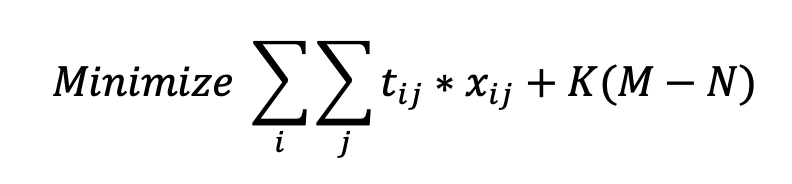 Minimize ∑_i ∑_j t_ij * x_ij + K(M − N)